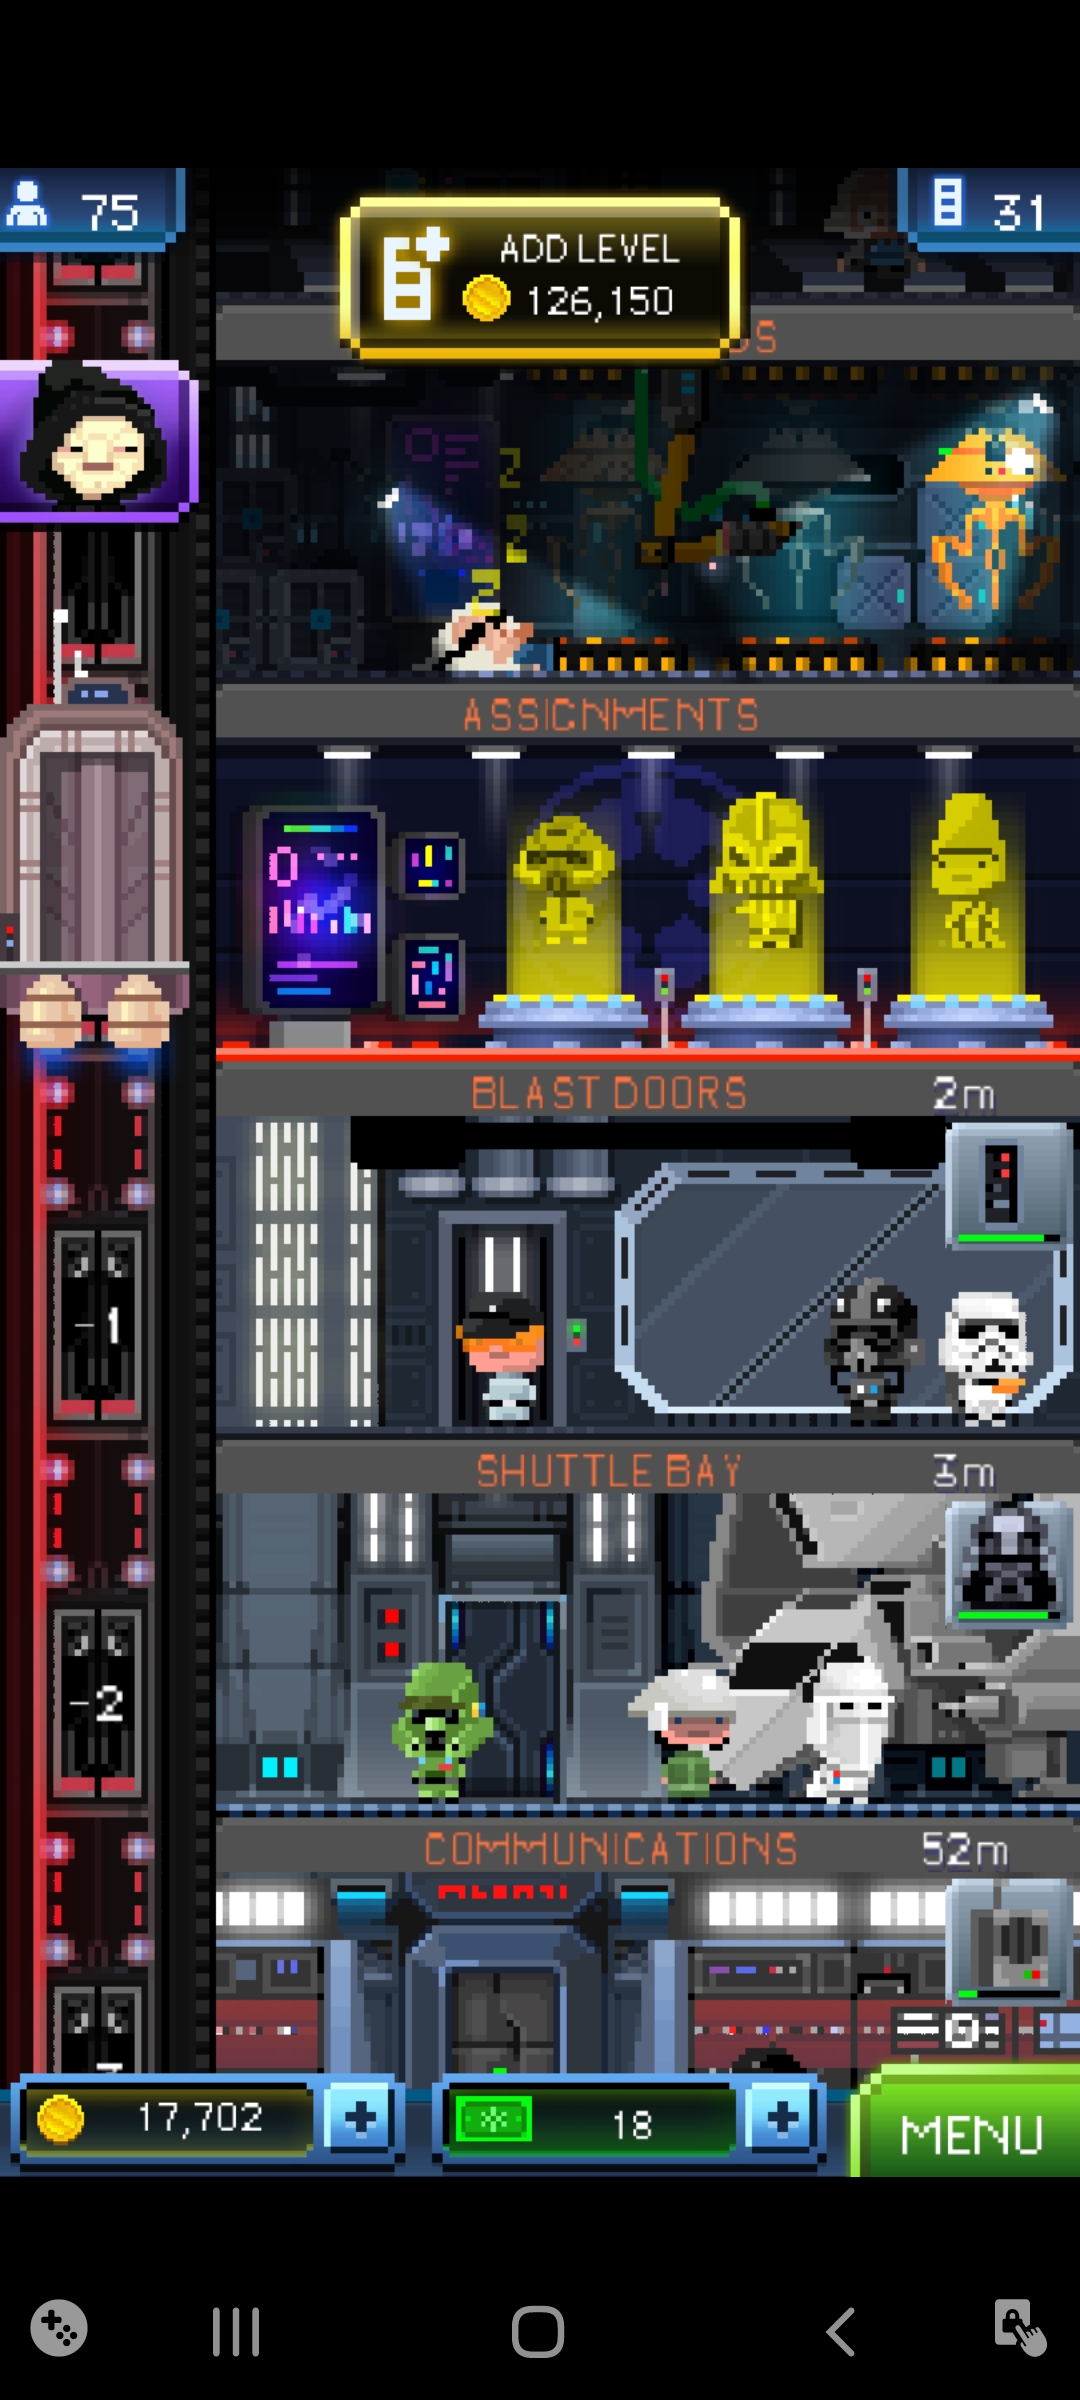 75
31
ADD LEVEL
126,150
ASSIGNMENTS
BLAST DOORS 2m
-1
SHUTTLE BAY 3m
-2
COMMUNICATIONS 52m
17,702
18
MENU